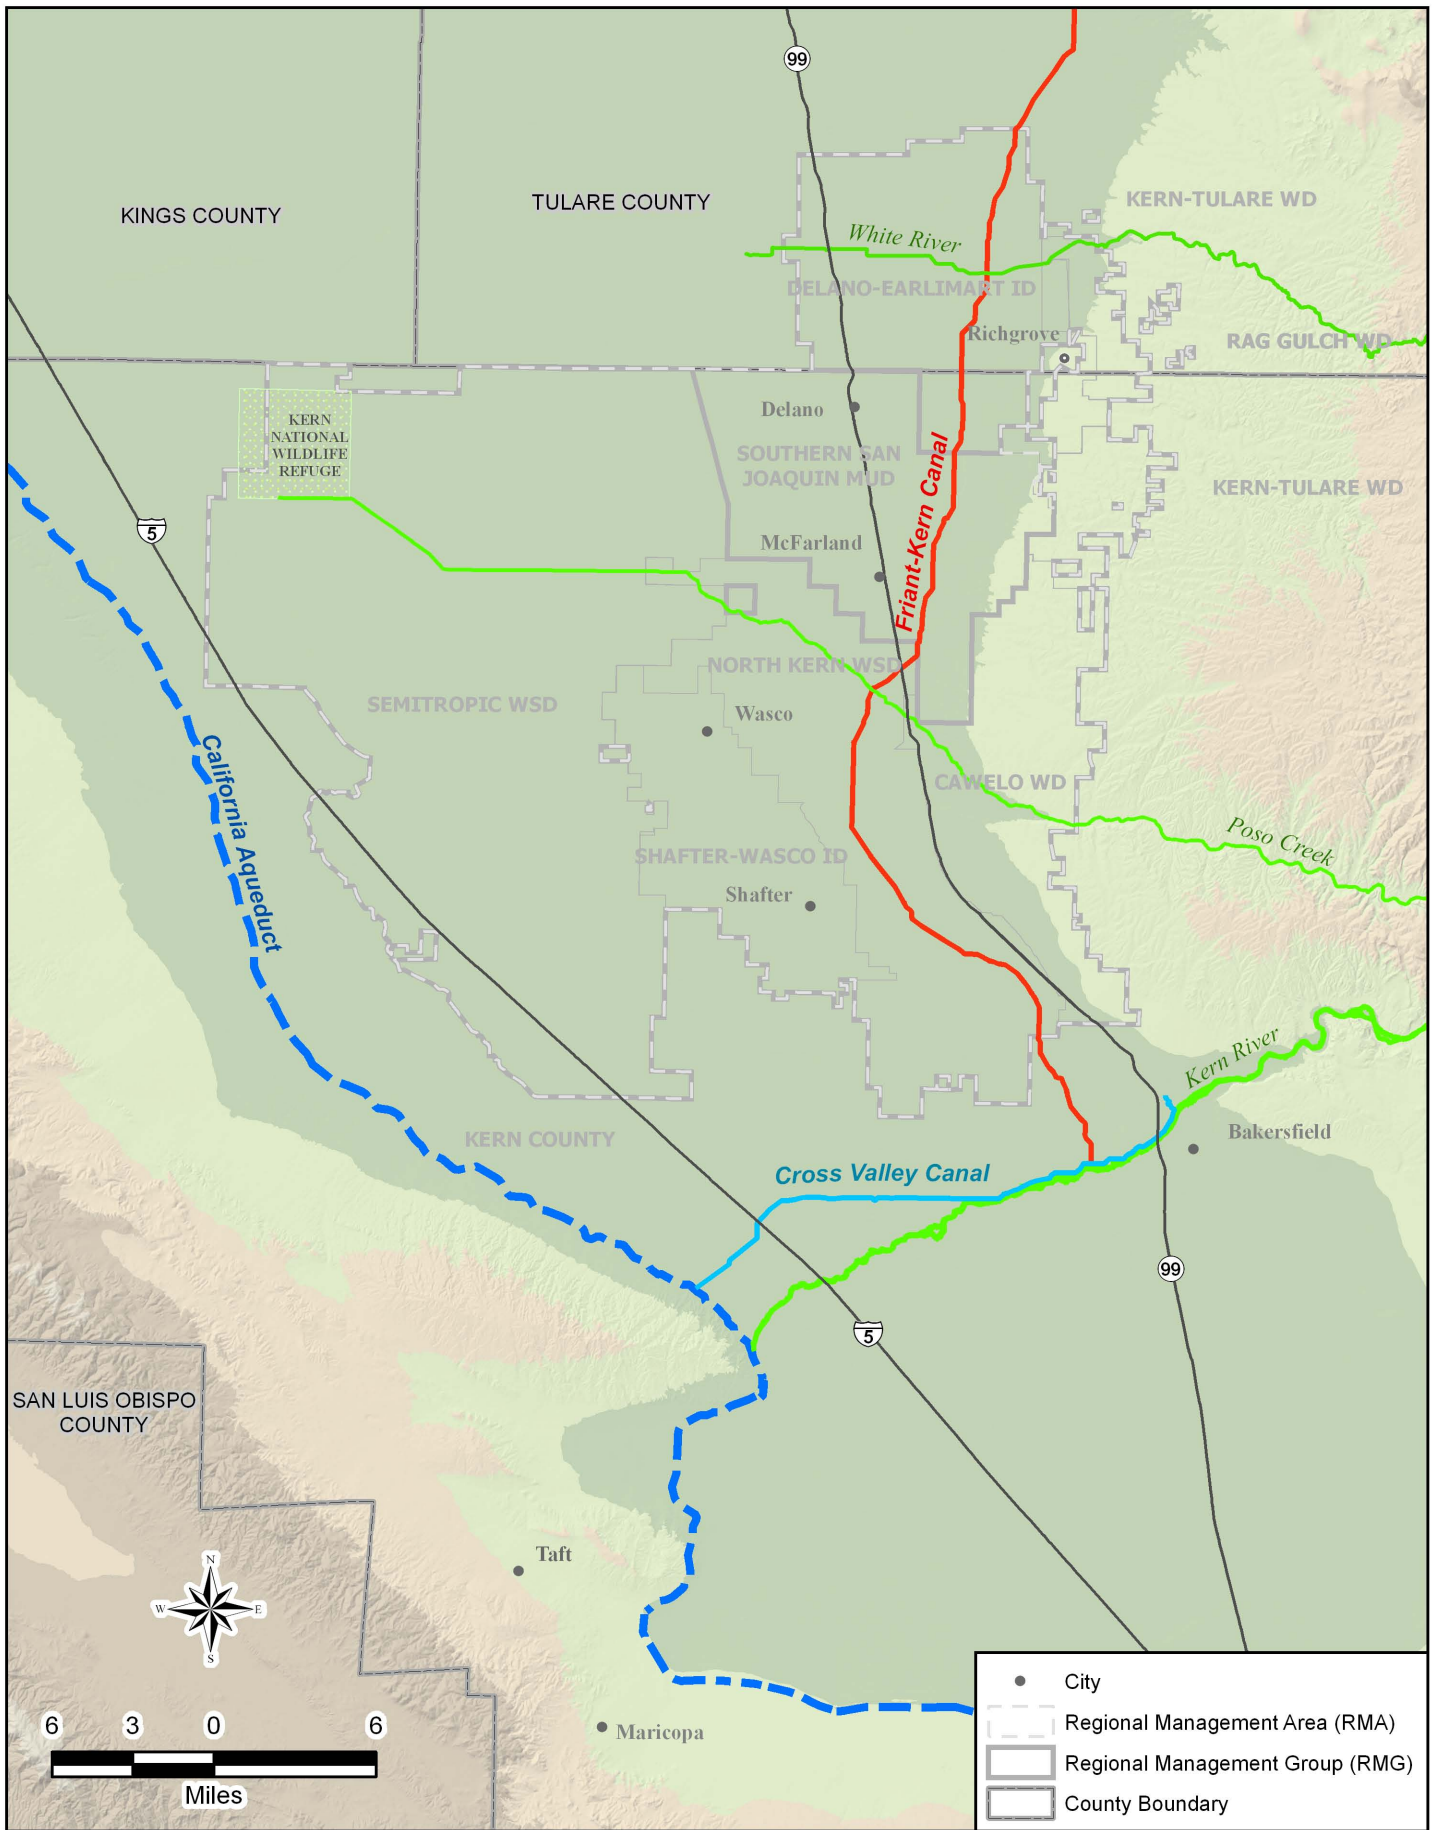 99
KINGS COUNTY
TULARE COUNTY
KERN-TULARE WD
White River
DELANO-EARLIMART ID
Richgrove
RAG GULCH WD
KERN
NATIONAL
WILDLIFE
REFUGE
Delano
SOUTHERN SAN
JOAQUIN MUD
Friant-Kern Canal
KERN-TULARE WD
5
McFarland
NORTH KERN WSD
SEMITROPIC WSD
Wasco
California Aqueduct
CAWELO WD
Poso Creek
SHAFTER-WASCO ID
Shafter
Kern River
KERN COUNTY
Bakersfield
Cross Valley Canal
99
5
SAN LUIS OBISPO
COUNTY
Taft
N
W
E
S
Maricopa
6 3 0 6
Miles
City
Regional Management Area (RMA)
Regional Management Group (RMG)
County Boundary